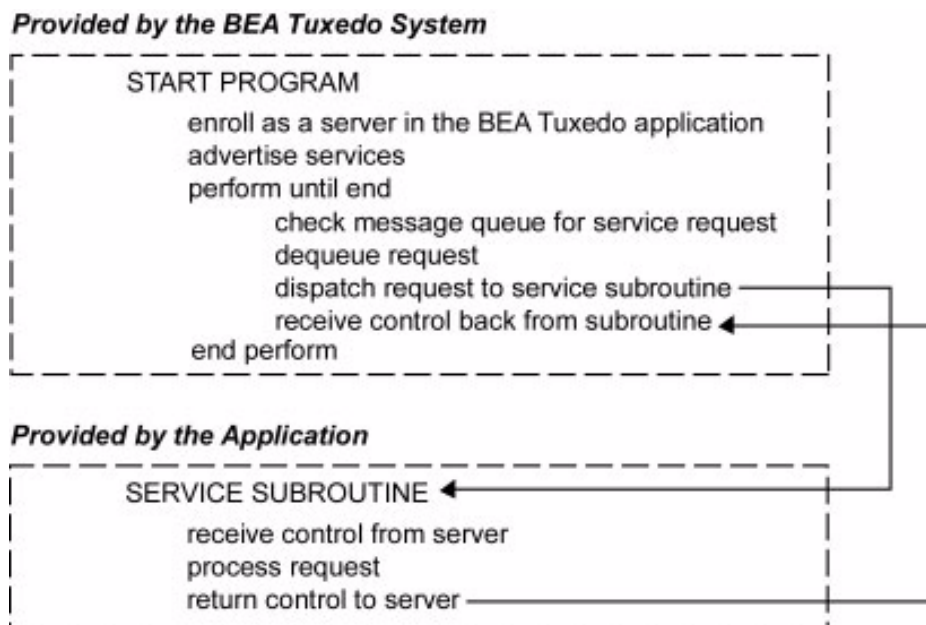 Provided by the BEA Tuxedo System
START PROGRAM
enroll as a server in the BEA Tuxedo application
advertise services
perform until end
check message queue for service request
dequeue request
dispatch request to service subroutine
receive control back from subroutine
end perform
Provided by the Application
SERVICE SUBROUTINE
receive control from server
process request
return control to server